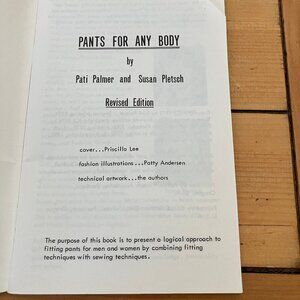 PANTS FOR ANY BODY
by
Pati Palmer and Susan Pletsch
Revised Edition
cover...Priscilla Lee
fashion illustrations...Patty Andersen
technical artwork...the authors
The purpose of this book is to present a logical approach to
fitting pants for men and women by combining fitting
techniques with sewing techniques.